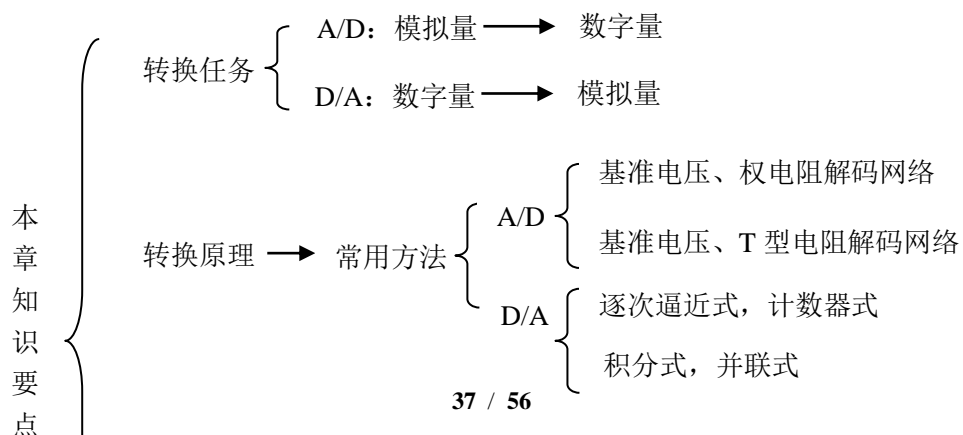 A/D：模拟量 数字量
转换任务
D/A：数字量 模拟量
基准电压、权电阻解码网络
A/D
基准电压、T 型电阻解码网络
转换原理 常用方法
逐次逼近式，计数器式
D/A
积分式，并联式
本章知识要点
37 / 56